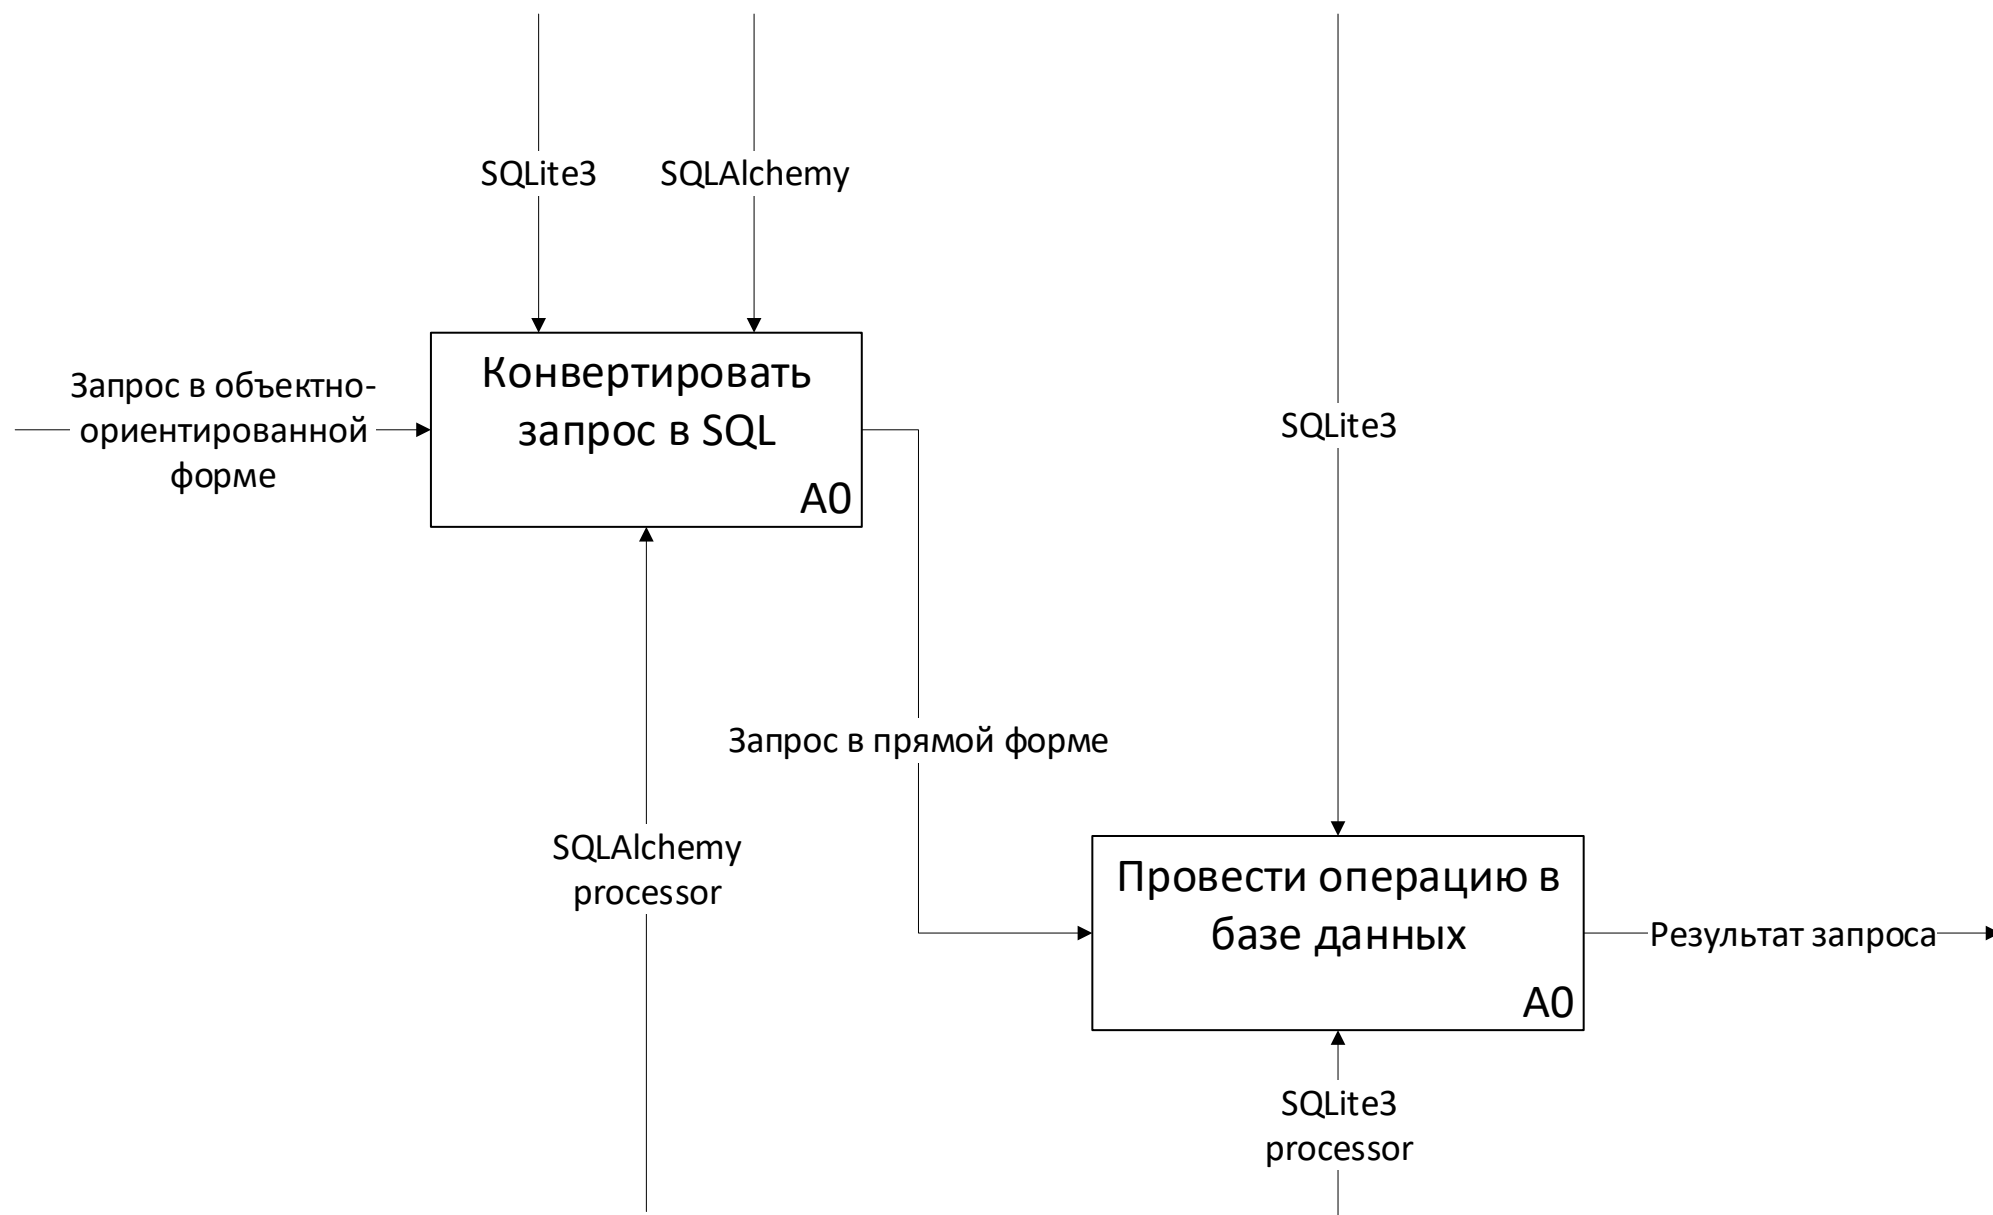 SQLite3
SQLAlchemy
Запрос в объектно-
ориентированной
форме
Конвертировать
запрос в SQL
A0
SQLite3
Запрос в прямой форме
SQLAlchemy
processor
Провести операцию в
базе данных
A0
Результат запроса
SQLite3
processor